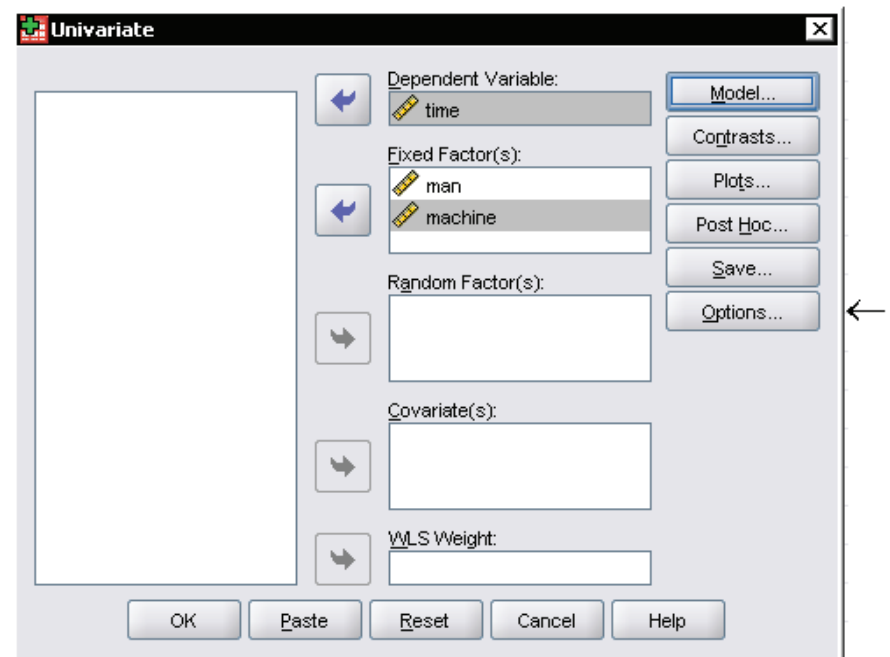 Univariate
Dependent Variable:
time
Fixed Factor(s):
man
machine
Random Factor(s):
Covariate(s):
WLS Weight:
Model...
Contrasts...
Plots...
Post Hoc...
Save...
Options...
OK
Paste
Reset
Cancel
Help